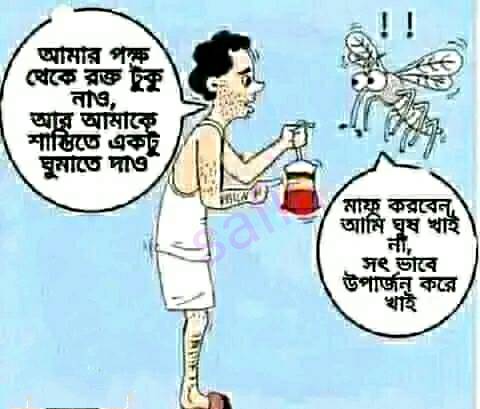 আমার পক্ষ
থেকে রক্ত টুকু
নাও,
আর আমাকে
শান্তিতে একটু
ঘুমাতে দাও
! !
মাফ করবেন,
আমি ঘুষ খাই
না,
সৎ ভাবে
উপার্জন করে
খাই